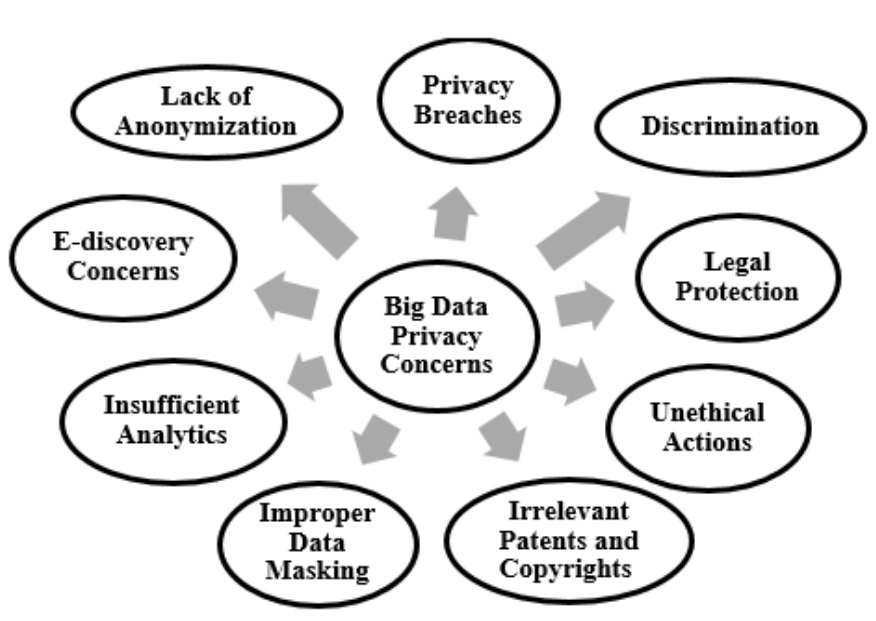 Privacy
Breaches
Lack of
Anonymization
Discrimination
E-discovery
Concerns
Legal
Protection
Big Data
Privacy
Concerns
Insufficient
Analytics
Unethical
Actions
Improper
Data
Masking
Irrelevant
Patents and
Copyrights